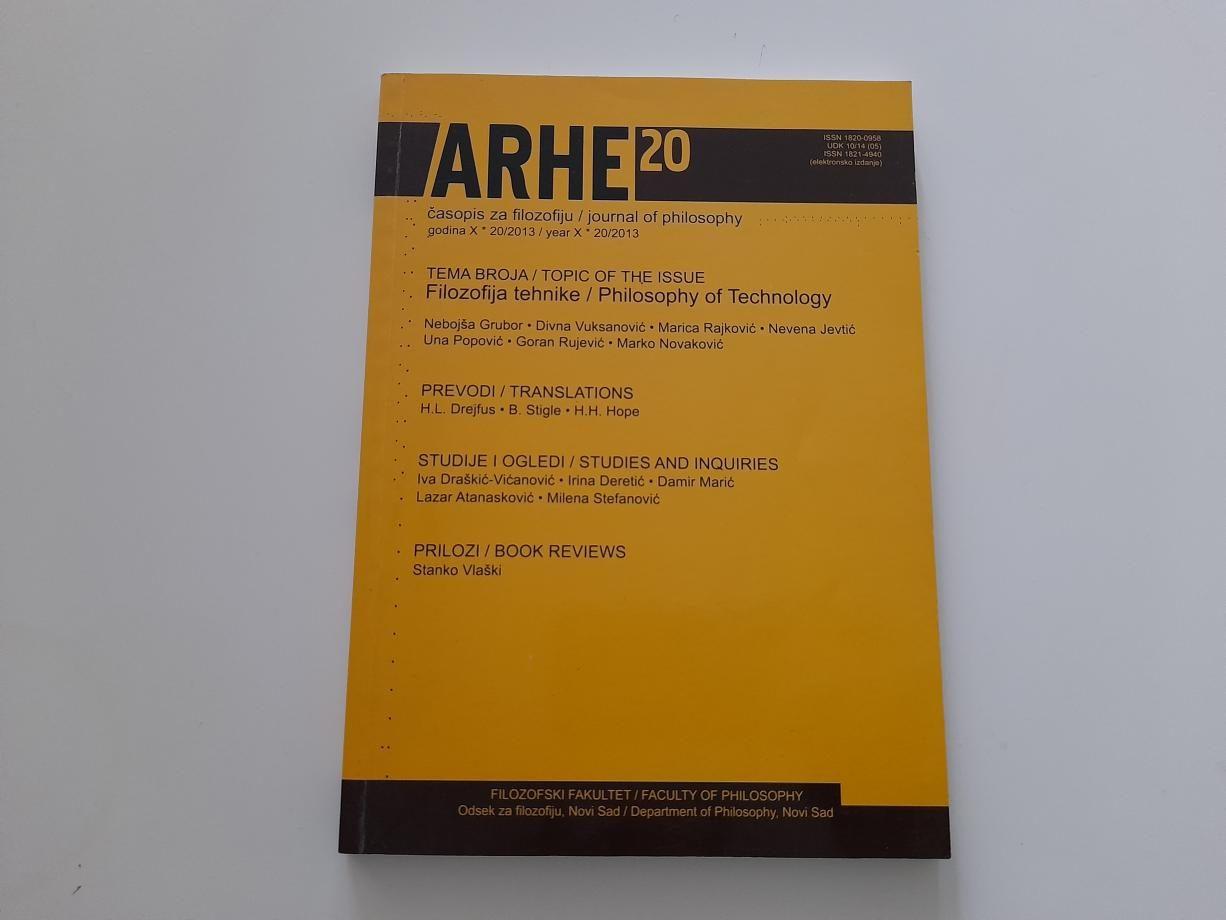 ARHE 20
ISSN 1820-0958
UDK 10/14 (05)
ISSN 1821-4940
(elektronsko izdanje)
časopis za filozofiju / journal of philosophy
godina X * 20/2013 / year X * 20/2013
TEMA BROJA / TOPIC OF THE ISSUE
Filozofija tehnike / Philosophy of Technology
Nebojša Grubor • Divna Vuksanović • Marica Rajković • Nevena Jevtić
Una Popović • Goran Rujević • Marko Novaković
PREVODI / TRANSLATIONS
H.L. Drejfus • B. Stigle • H.H. Hope
STUDIJE I OGLEDI / STUDIES AND INQUIRIES
Iva Draškić-Vićanović • Irina Deretić • Damir Marić
Lazar Atanasković • Milena Stefanović
PRILOZI / BOOK REVIEWS
Stanko Vlaški
FILOZOFSKI FAKULTET / FACULTY OF PHILOSOPHY
Odsek za filozofiju, Novi Sad / Department of Philosophy, Novi Sad